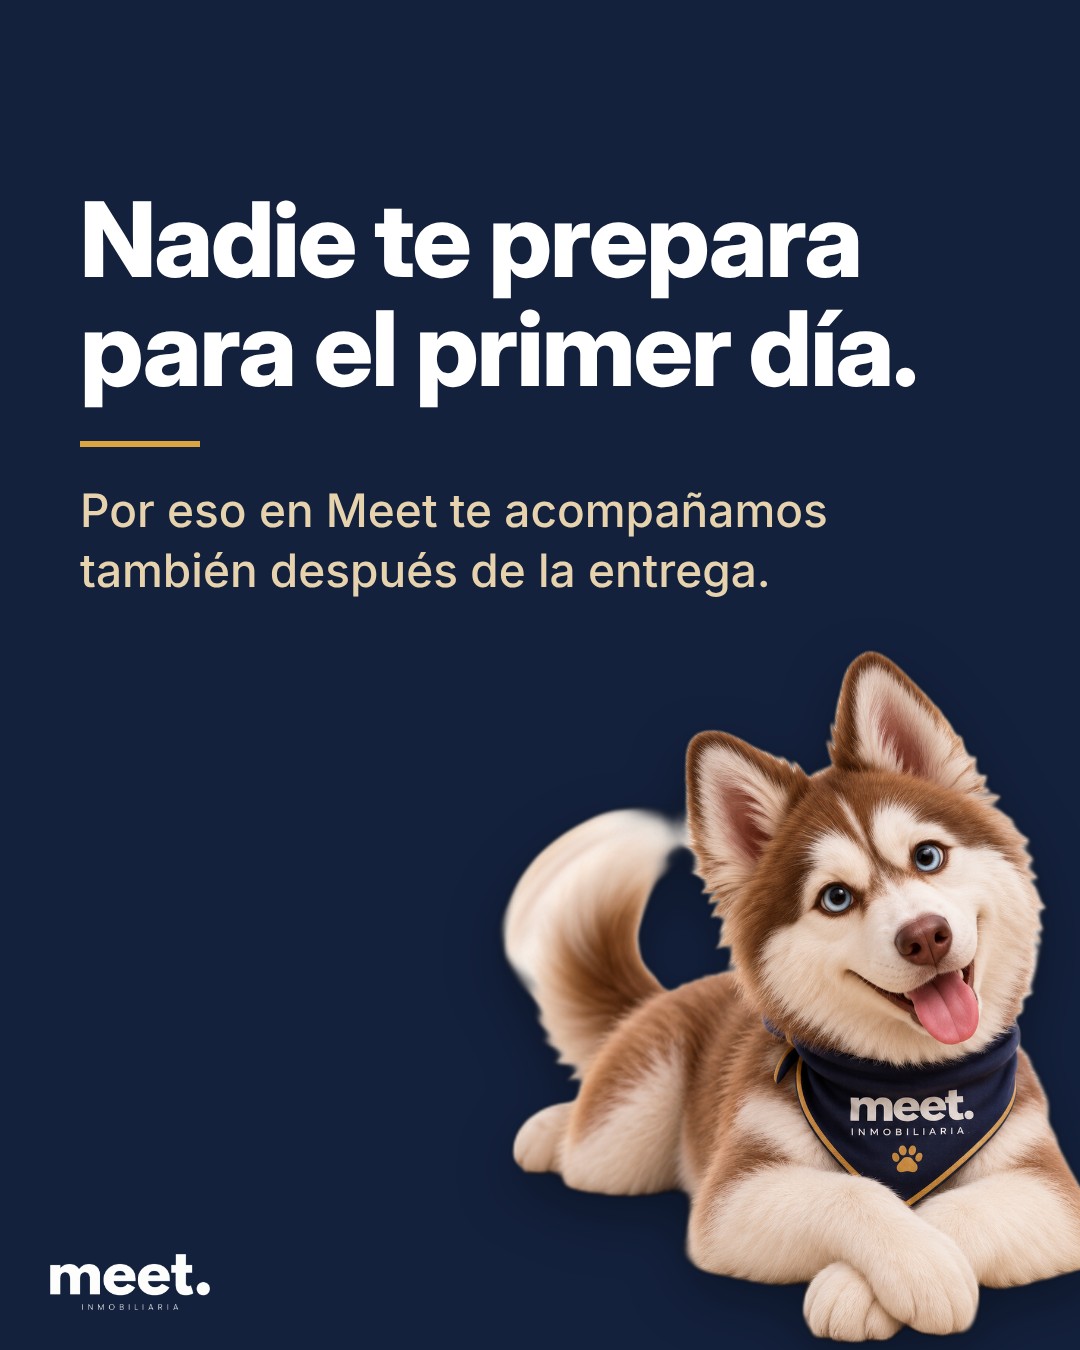 Nadie te prepara
para el primer día.
Por eso en Meet te acompañamos
también después de la entrega.
meet.
INMOBILIARIA
meet.
INMOBILIARIA